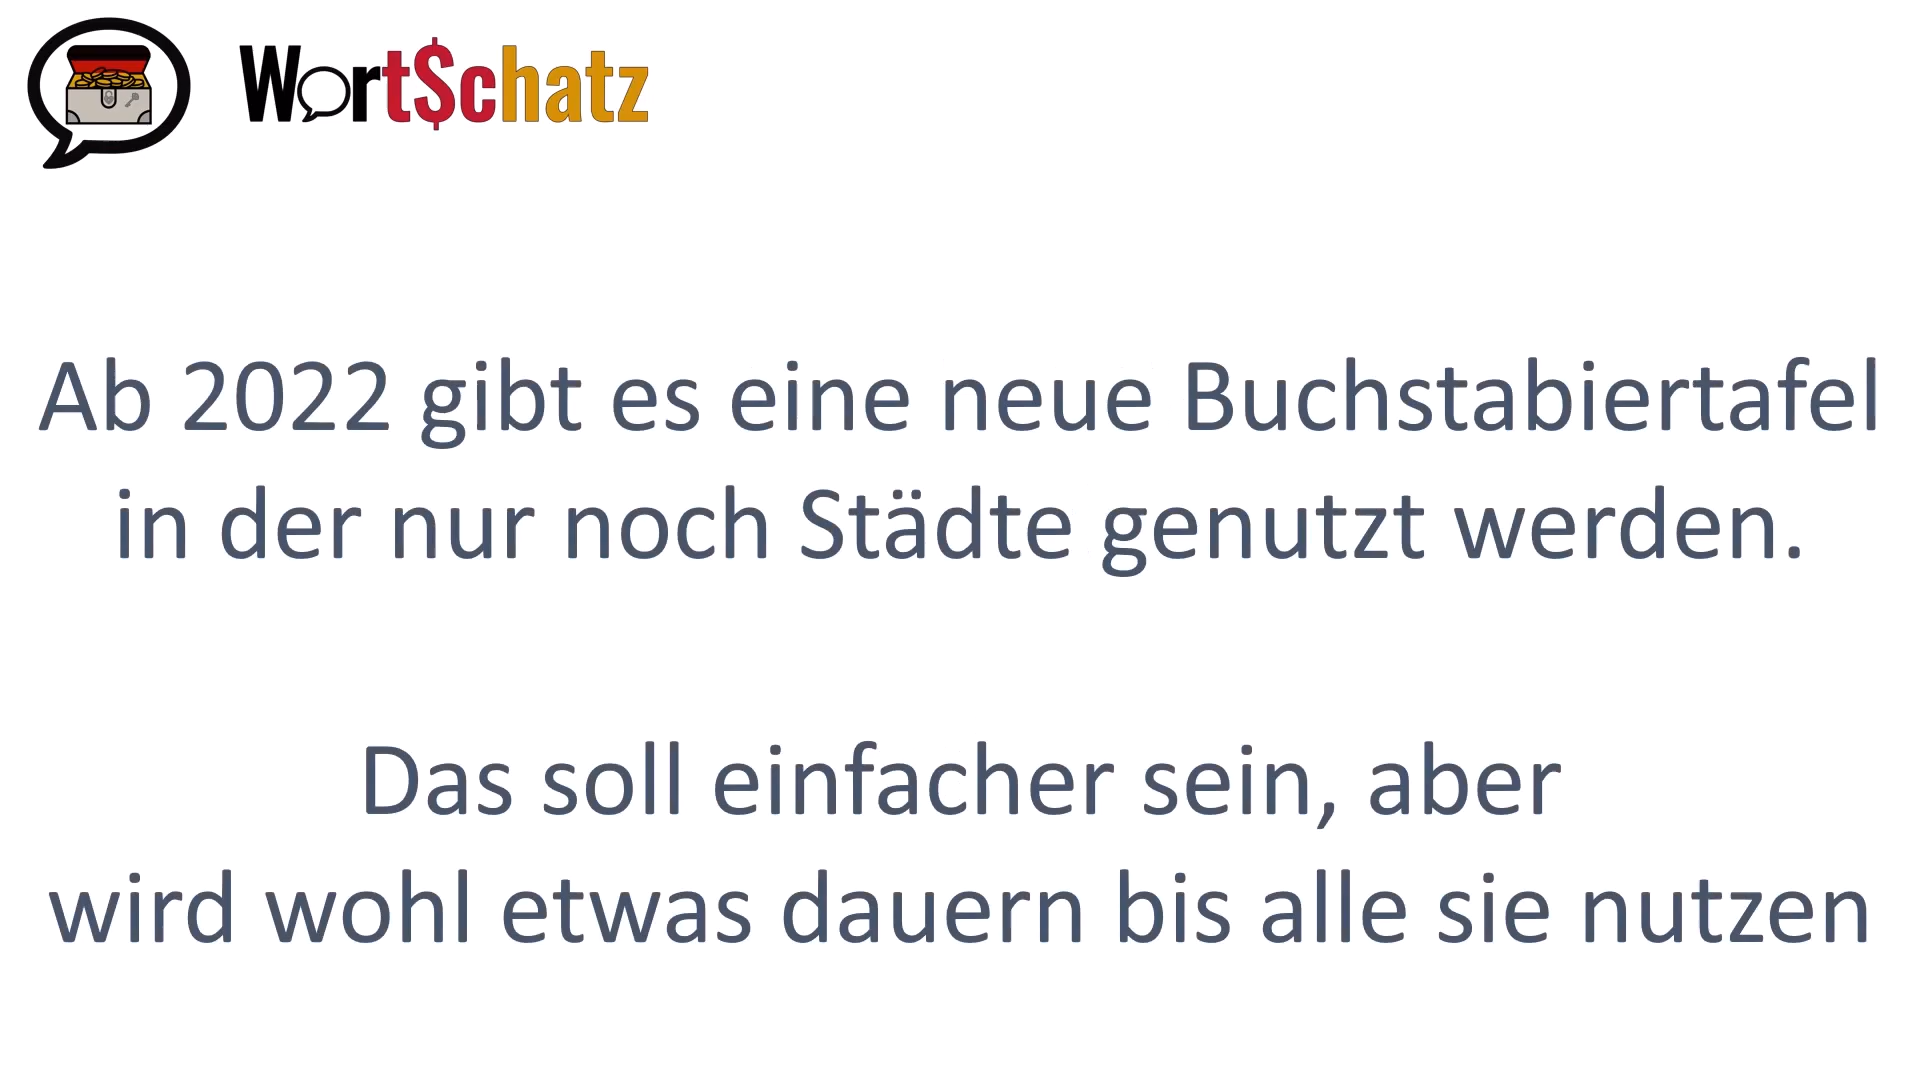 WortSchatz
Ab 2022 gibt es eine neue Buchstabiertafel
in der nur noch Städte genutzt werden.
Das soll einfacher sein, aber
wird wohl etwas dauern bis alle sie nutzen